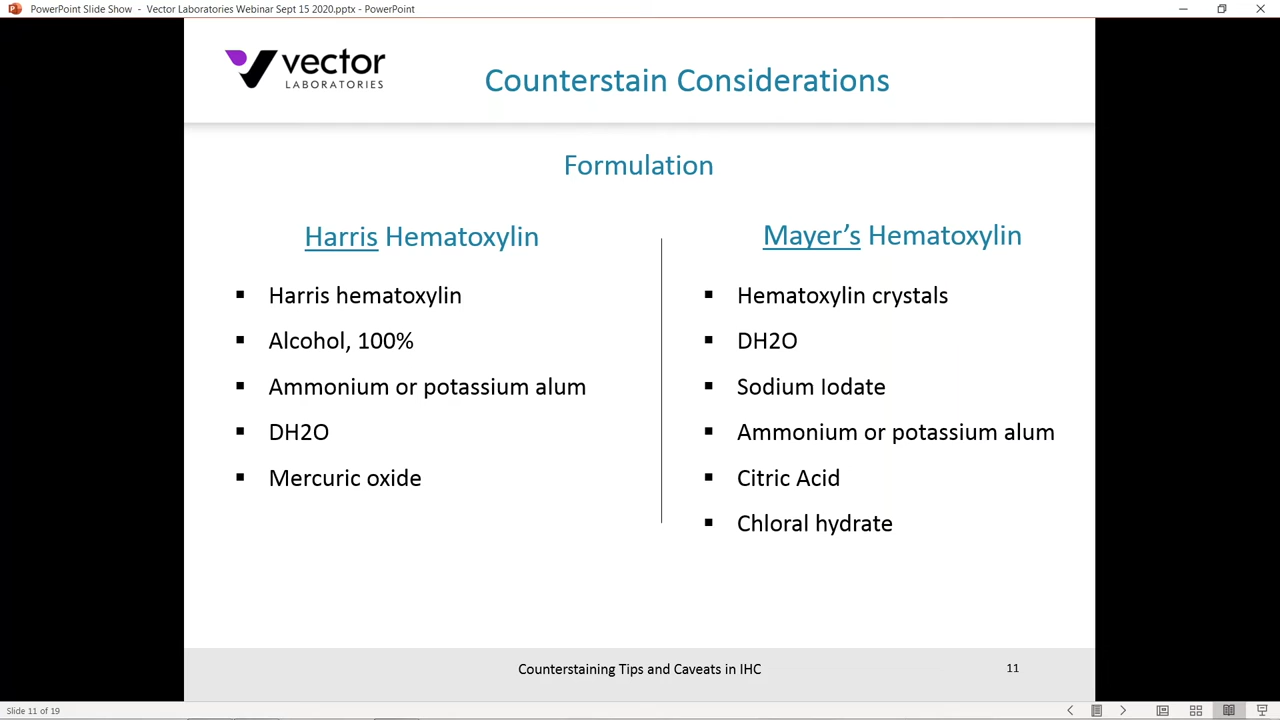 PowerPoint Slide Show - Vector Laboratories Webinar Sept 15 2020.pptx - PowerPoint
vector
LABORATORIES
Counterstain Considerations
Formulation
Harris Hematoxylin
Harris hematoxylin
Alcohol, 100%
Ammonium or potassium alum
DH2O
Mercuric oxide
Mayer’s Hematoxylin
Hematoxylin crystals
DH2O
Sodium Iodate
Ammonium or potassium alum
Citric Acid
Chloral hydrate
Counterstaining Tips and Caveats in IHC
11
Slide 11 of 19